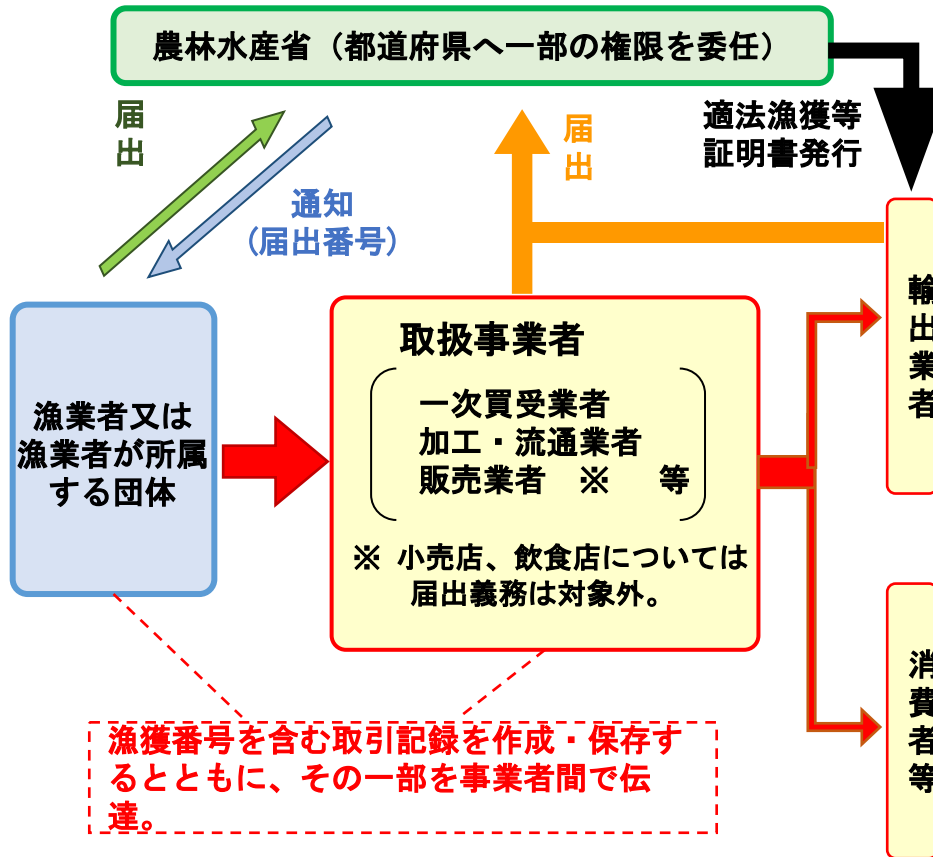 農林水産省（都道府県へ一部の権限を委任）
届
出
通知
（届出番号）
届
出
適法漁獲等
証明書発行
漁業者又は
漁業者が所属
する団体
取扱事業者
一次買受業者
加工・流通業者
販売業者　※　等
※ 小売店、飲食店については
届出義務は対象外。
輸
出
業
者
消
費
者
等
漁獲番号を含む取引記録を作成・保存す
るとともに、その一部を事業者間で伝
達。